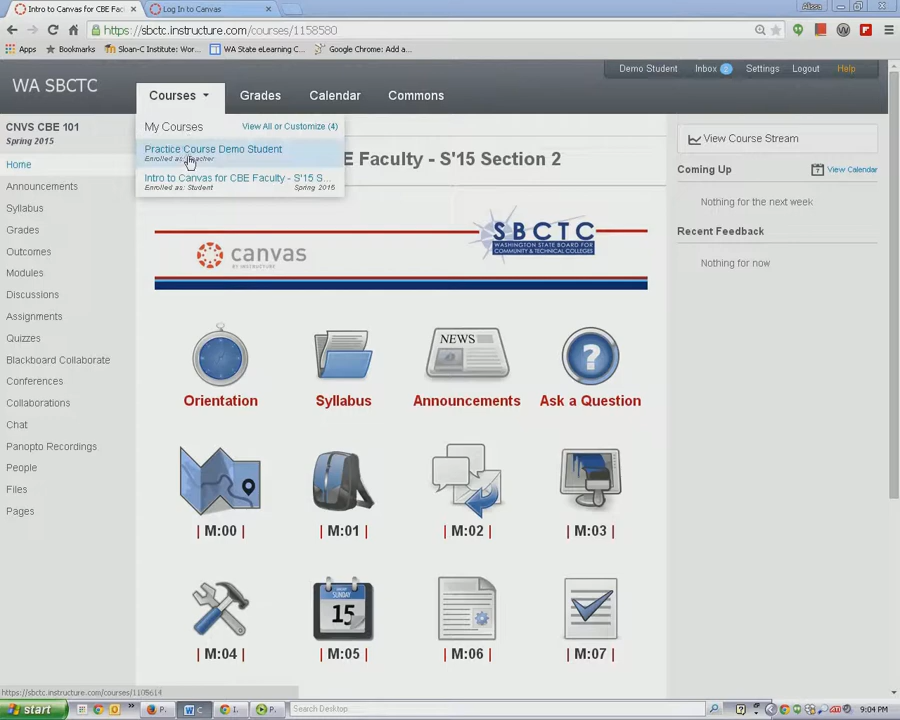 Intro to Canvas for CBE Fac
Log In to Canvas
Alissa
https://sbctc.instructure.com/courses/1158580
Apps
Bookmarks
Sloan-C Institute: Wor...
WA State eLearning C...
Google Chrome: Add a...
Demo Student
Inbox 2
Settings
Logout
Help
WA SBCTC
Courses
Grades
Calendar
Commons
CNVS CBE 101
Spring 2015
My Courses
View All or Customize (4)
Practice Course Demo Student
Enrolled as: Teacher
Intro to Canvas for CBE Faculty - S'15 S...
Enrolled as: Student
Spring 2015
BE Faculty - S'15 Section 2
Home
Announcements
Syllabus
Grades
Outcomes
Modules
Discussions
Assignments
Quizzes
Blackboard Collaborate
Conferences
Collaborations
Chat
Panopto Recordings
People
Files
Pages
canvas
BY INSTRUCTURE
SBCTC
WASHINGTON STATE BOARD FOR
COMMUNITY & TECHNICAL COLLEGES
NEWS
Orientation
Syllabus
Announcements
Ask a Question
| M:00 |
| M:01 |
| M:02 |
| M:03 |
SUNDAY
15
| M:04 |
| M:05 |
| M:06 |
| M:07 |
View Course Stream
Coming Up
View Calendar
Nothing for the next week
Recent Feedback
Nothing for now
https://sbctc.instructure.com/courses/1109614
start
P..
C
I..
P..
Search Desktop
9:04 PM